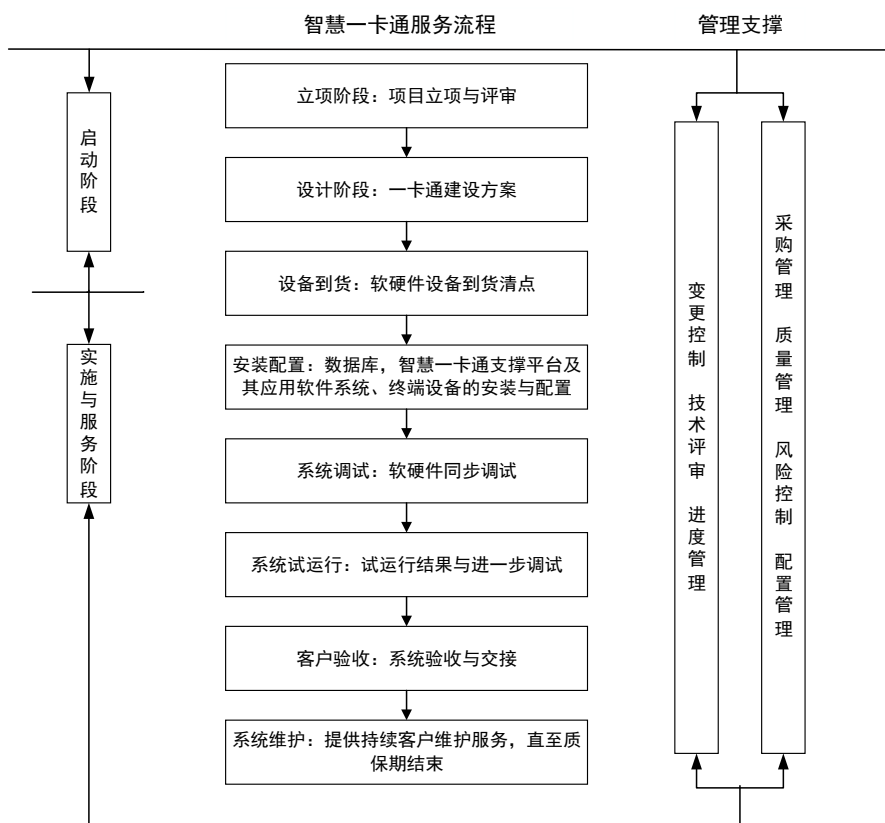 智慧一卡通服务流程
管理支撑
启动阶段
实施与服务阶段
立项阶段：项目立项与评审
设计阶段：一卡通建设方案
设备到货：软硬件设备到货清点
安装配置：数据库，智慧一卡通支撑平台及
其应用软件系统、终端设备的安装与配置
系统调试：软硬件同步调试
系统试运行：试运行结果与进一步调试
客户验收：系统验收与交接
系统维护：提供持续客户维护服务，直至质
保期结束
变更控制 技术评审 进度管理
采购管理 质量管理 风险控制 配置管理